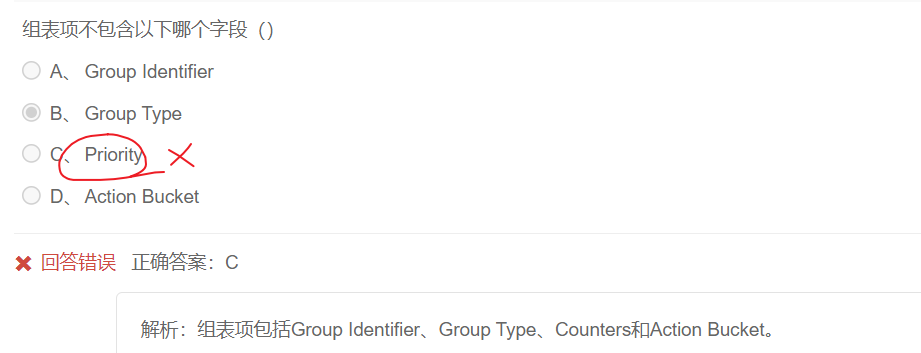 组表项不包含以下哪个字段（）
A、 Group Identifier
B、 Group Type
C、 Priority
D、 Action Bucket
回答错误 正确答案：C
解析：组表项包括Group Identifier、Group Type、Counters和Action Bucket。